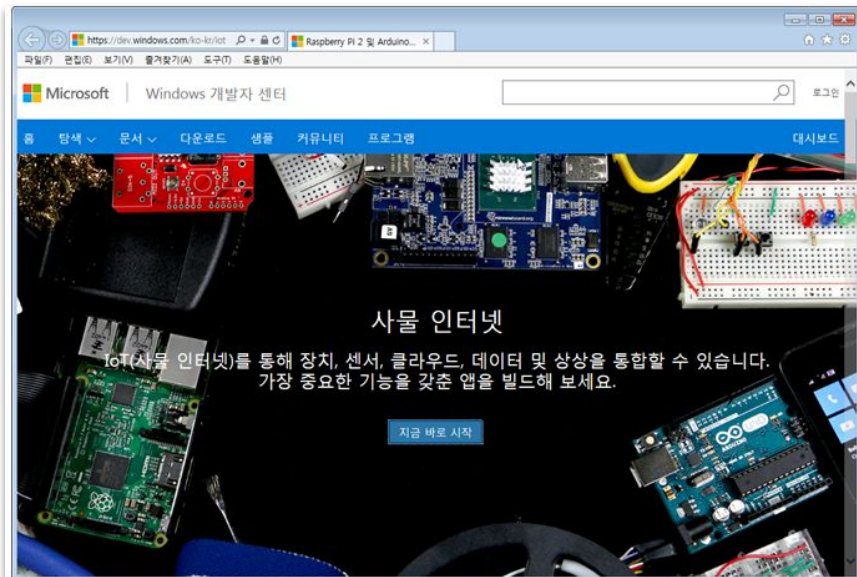 https://dev.windows.com/ko-kr/iot
Raspberry Pi 2 및 Arduino...
파일(F) 편집(E) 보기(V) 즐겨찾기(A) 도구(T) 도움말(H)
Microsoft Windows 개발자 센터
로그인
홈 탐색 문서 다운로드 샘플 커뮤니티 프로그램 대시보드
사물 인터넷
IoT(사물 인터넷)를 통해 장치, 센서, 클라우드, 데이터 및 상상을 통합할 수 있습니다.
가장 중요한 기능을 갖춘 앱을 빌드해 보세요.
지금 바로 시작
ARDUINO